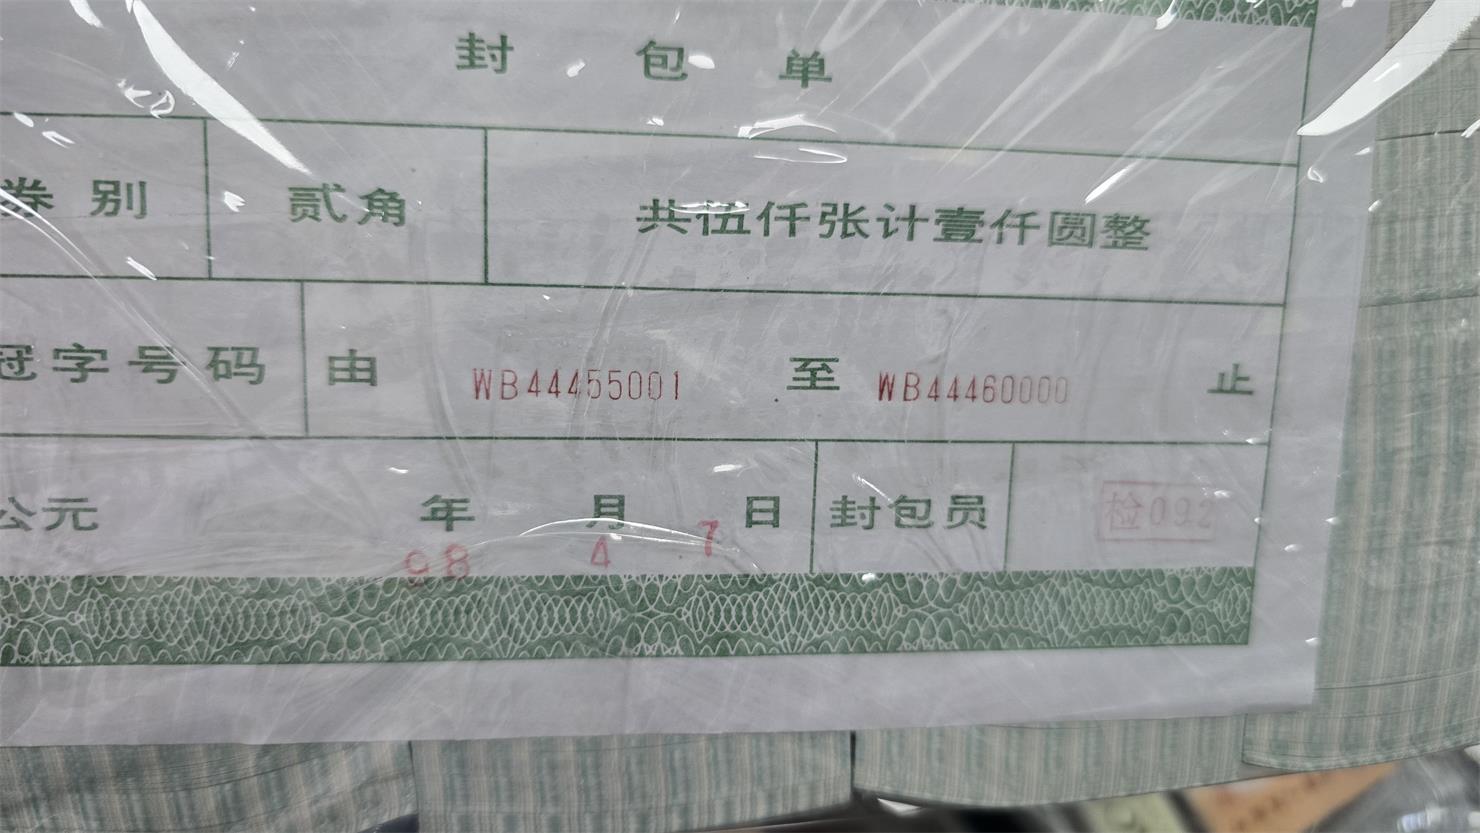 封包单
券别 贰角 共伍仟张计壹仟圆整
冠字号码 由 WB44455001 至 WB44460000 止
公元 年 月 日 封包员 检092
98 4 7